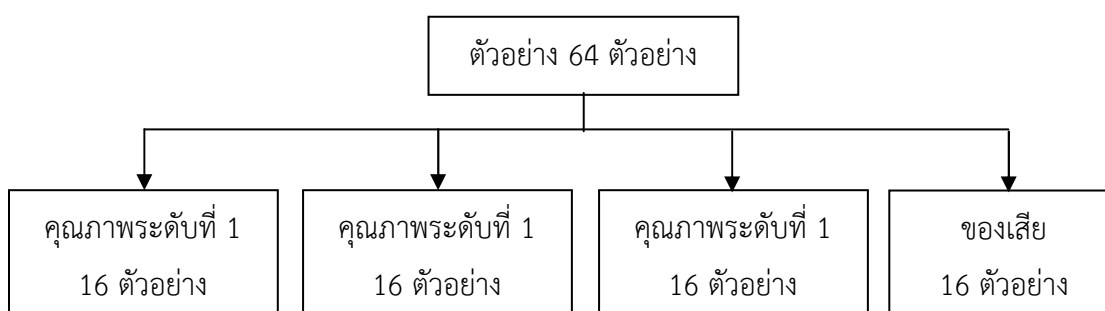 ตัวอย่าง 64 ตัวอย่าง
คุณภาพระดับที่ 1
16 ตัวอย่าง
คุณภาพระดับที่ 1
16 ตัวอย่าง
คุณภาพระดับที่ 1
16 ตัวอย่าง
ของเสีย
16 ตัวอย่าง